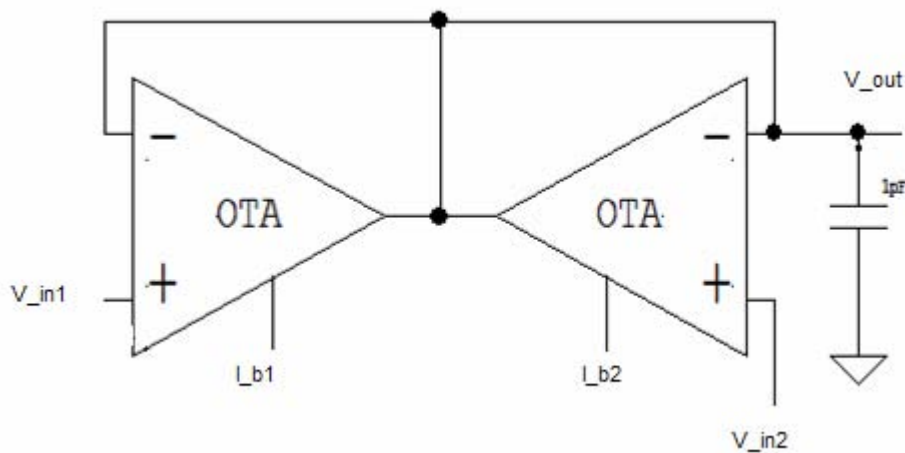 V_out
- -
1pF
OTA OTA
V_in1 + +
I_b1 I_b2
V_in2